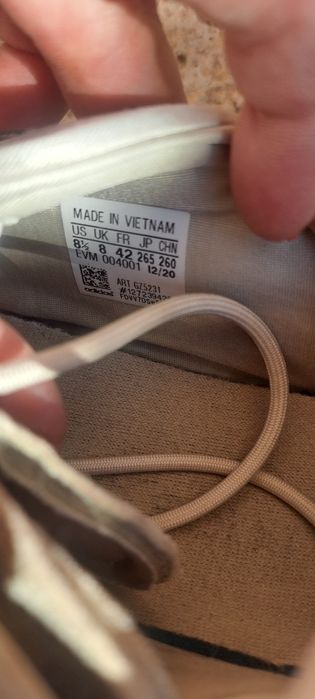 MADE IN VIETNAM
US UK FR JP CHN
8½ 8 42 265 260
EVM 004001 12/20
ART GZ5231
adidas